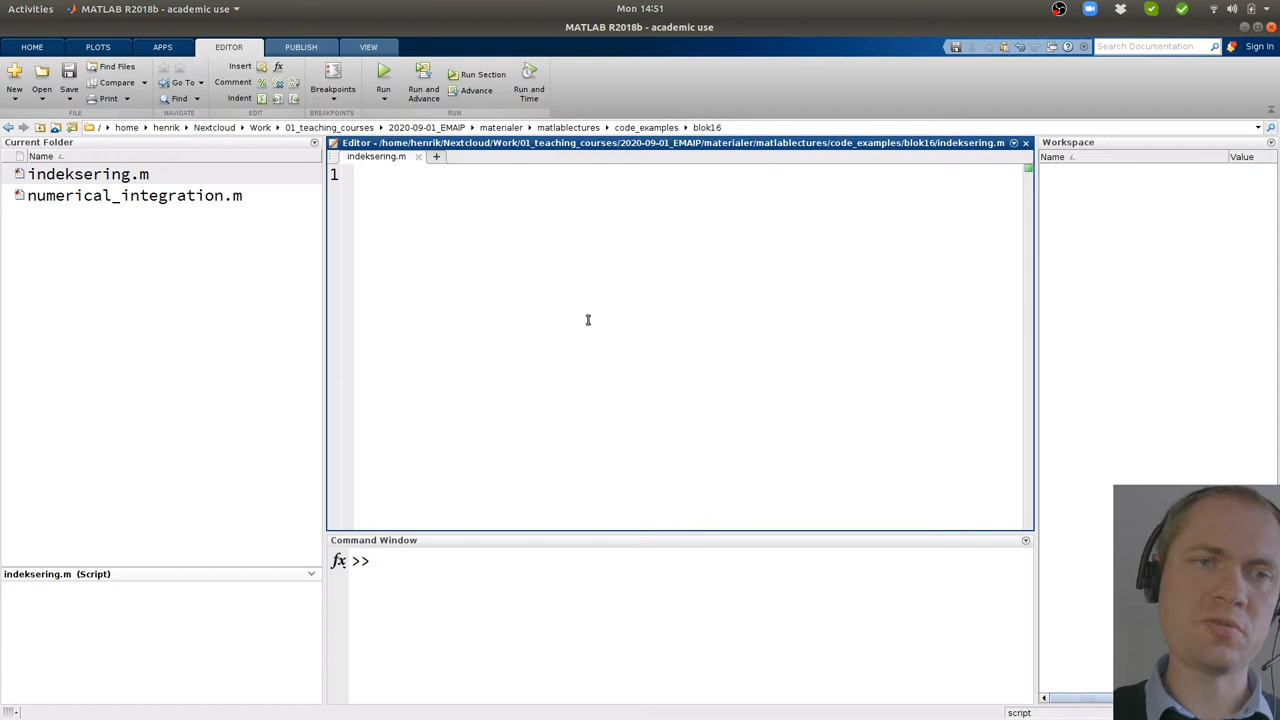 Activities MATLAB R2018b - academic use Mon 14:51
MATLAB R2018b - academic use
HOME PLOTS APPS EDITOR PUBLISH VIEW Search Documentation Sign In
New Open Save Find Files Compare Print Go To Find Insert fx Comment Indent Breakpoints Run Run and Advance Run Section Advance Run and Time
FILE NAVIGATE EDIT BREAKPOINTS RUN
/ home henrik Nextcloud Work 01_teaching_courses 2020-09-01_EMAIP materialer matlablectures code_examples blok16
Current Folder
Name
indeksering.m
numerical_integration.m
indeksering.m (Script)
Editor - /home/henrik/Nextcloud/Work/01_teaching_courses/2020-09-01_EMAIP/materialer/matlablectures/code_examples/blok16/indeksering.m
indeksering.m +
1
Command Window
fx >>
Workspace
Name Value
script